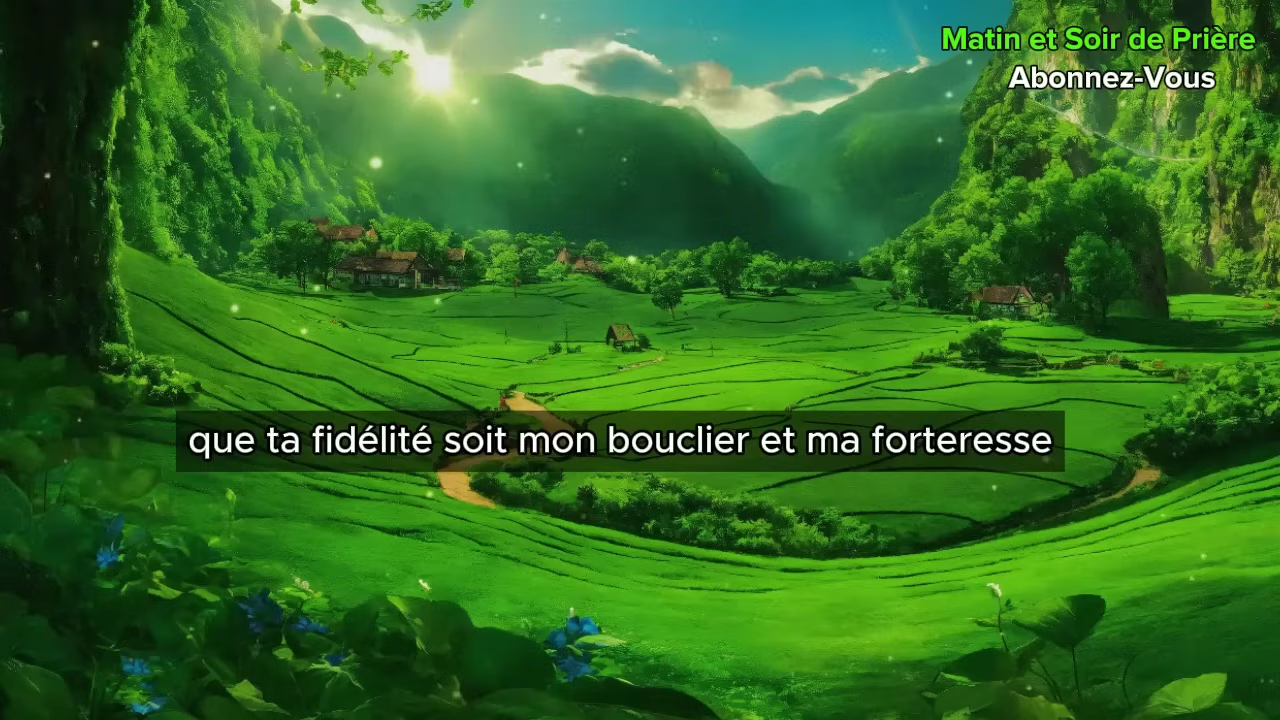 Matin et Soir de Prière
Abonnez-Vous
que ta fidélité soit mon bouclier et ma forteresse